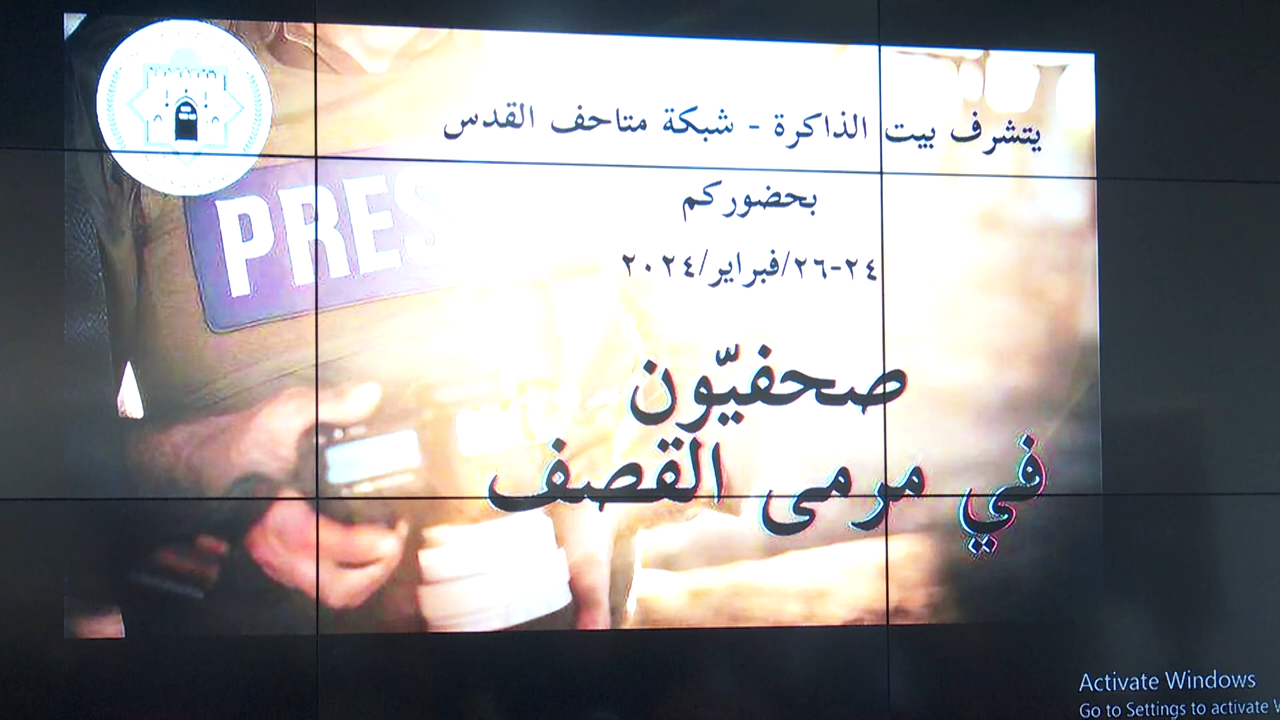 يتشرف بيت الذاكرة - شبكة متاحف القدس
بحضوركم
٢٤-٢٦/فبراير/٢٠٢٤
صحفيّون
في مرمى القصف
PRES
Activate Windows
Go to Settings to activate